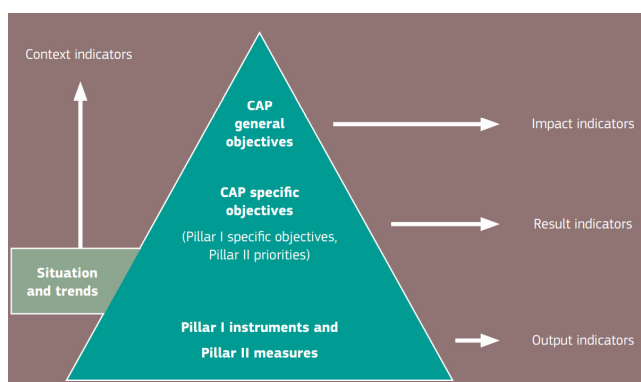 Context indicators
CAP
general
objectives
Impact indicators
CAP specific
objectives
(Pillar I specific objectives,
Pillar II priorities)
Result indicators
Situation
and trends
Pillar I instruments and
Pillar II measures
Output indicators